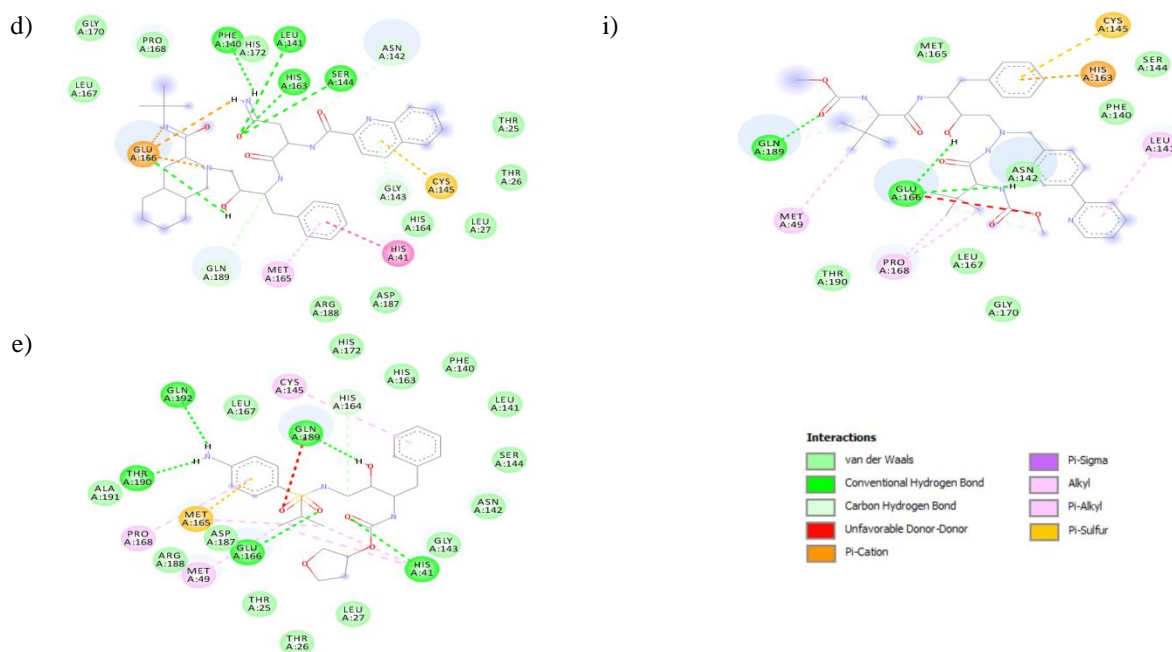 d)
GLY
A:170
PRO
A:168
PHE
A:140
HIS
A:172
LEU
A:141
ASN
A:142
LEU
A:167
HIS
A:163
SER
A:144
H
H
N
O
N
O
N
THR
A:25
GLU
A:166
N
O
N
N
CYS
A:145
THR
A:26
O
H
GLY
A:143
HIS
A:164
LEU
A:27
GLN
A:189
MET
A:165
HIS
A:41
ARG
A:188
ASP
A:187
i)
CYS
A:145
MET
A:165
HIS
A:163
SER
A:144
PHE
A:140
GLN
A:189
LEU
A:141
ASN
A:142
GLU
A:166
MET
A:49
PRO
A:168
LEU
A:167
THR
A:190
GLY
A:170
e)
HIS
A:172
PHE
A:140
CYS
A:145
HIS
A:163
GLN
A:192
LEU
A:167
HIS
A:164
LEU
A:141
GLN
A:189
SER
A:144
THR
A:190
ALA
A:191
ASN
A:142
MET
A:165
PRO
A:168
ASP
A:187
GLU
A:166
GLY
A:143
ARG
A:188
MET
A:49
HIS
A:41
THR
A:25
LEU
A:27
THR
A:26
Interactions
van der Waals
Conventional Hydrogen Bond
Carbon Hydrogen Bond
Unfavorable Donor-Donor
Pi-Cation
Pi-Sigma
Alkyl
Pi-Alkyl
Pi-Sulfur